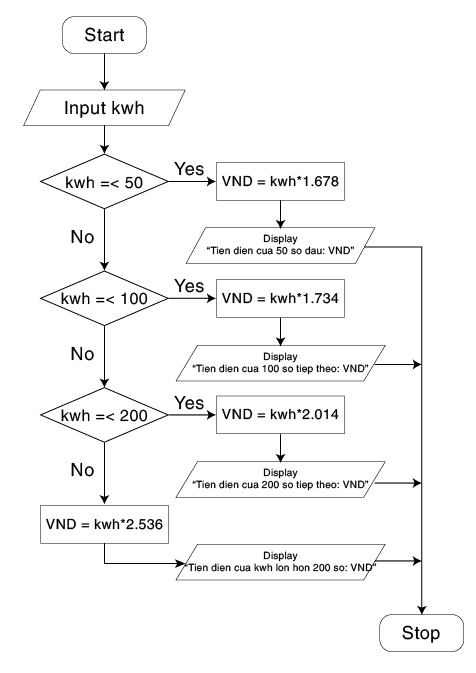 Start
Input kwh
kwh =< 50
Yes
VND = kwh*1.678
Display
“Tien dien cua 50 so dau: VND”
No
kwh =< 100
Yes
VND = kwh*1.734
Display
“Tien dien cua 100 so tiep theo: VND”
No
kwh =< 200
Yes
VND = kwh*2.014
Display
“Tien dien cua 200 so tiep theo: VND”
No
VND = kwh*2.536
Display
“Tien dien cua kwh lon hon 200 so: VND”
Stop